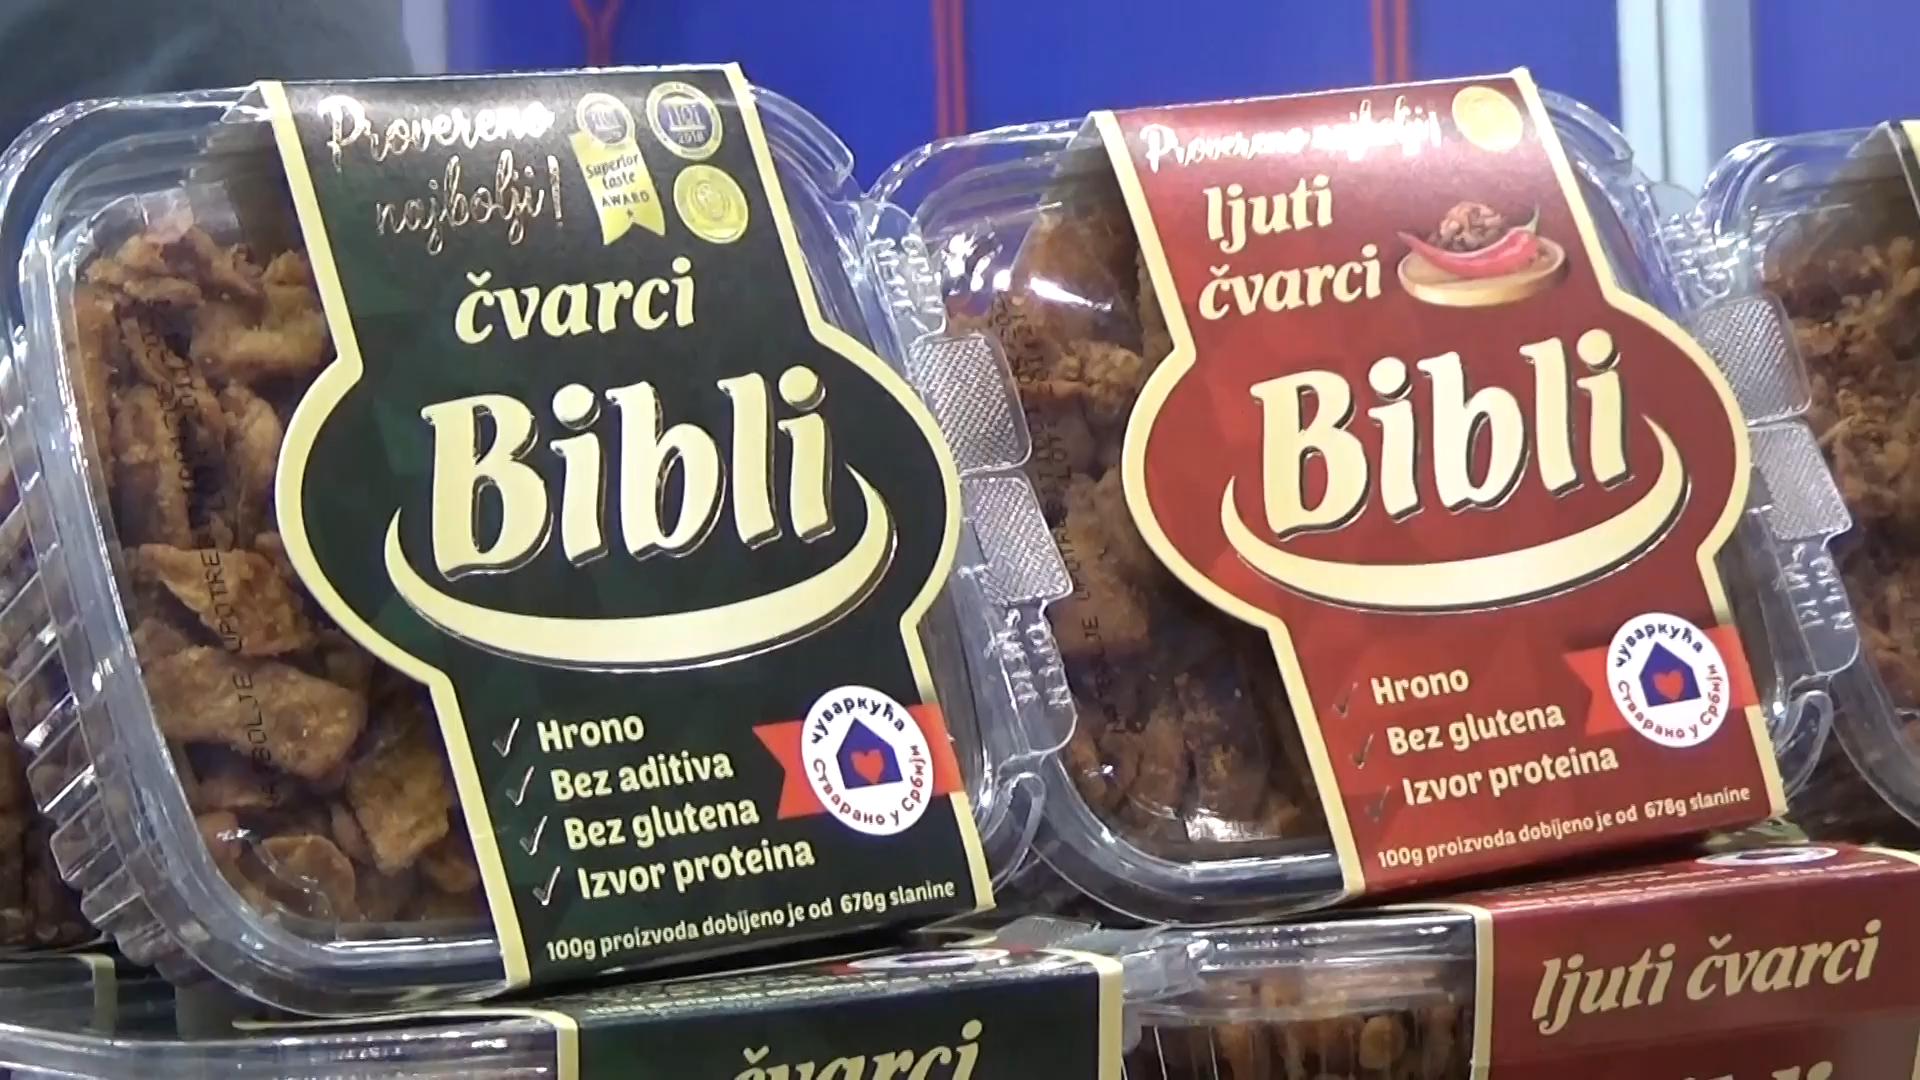 Provereno
najbolji!
Superior
taste
AWARD
2018
čvarci
Bibli
Hrono
Bez aditiva
Bez glutena
Izvor proteina
100g proizvoda dobijeno je od 678g slanine
чуваркућа
Стварано у Србији
Provereno najbolji!
ljuti
čvarci
Bibli
Hrono
Bez glutena
Izvor proteina
100g proizvoda dobijeno je od 678g slanine
чуваркућа
Стварано у Србији
čvarci
ljuti čvarci